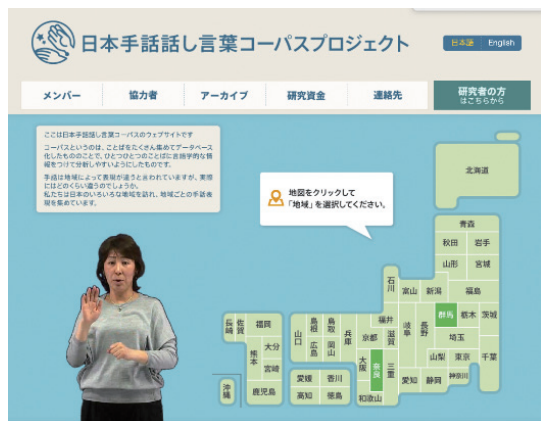 日本手話話し言葉コーパスプロジェクト
日本語 English
メンバー 協力者 アーカイブ 研究資金 連絡先
研究者の方
はこちらから
ここは日本手話話し言葉コーパスのウェブサイトです
コーパスというのは、ことばをたくさん集めてデータベース
化したもののことで、ひとつひとつのことばに言語学的な情
報をつけて分析しやすいようにしたものです。
手話は地域によって表現が違うと言われていますが、実際
にはどのくらい違うのでしょうか。
私たちは日本のいろいろな地域を訪れ、地域ごとの手話表
現を集めています。
地図をクリックして
「地域」を選択してください。
北海道
青森
秋田 岩手
山形 宮城
石川 富山 新潟 福島
群馬 栃木 茨城
福井 岐阜 長野 埼玉
長崎 佐賀 福岡 山口 島根 鳥取 兵庫 京都 滋賀
広島 岡山
熊本 大分 大阪 奈良 三重 山梨 東京 千葉
宮崎 愛媛 香川 愛知 静岡 神奈川
沖縄 鹿児島 高知 徳島 和歌山